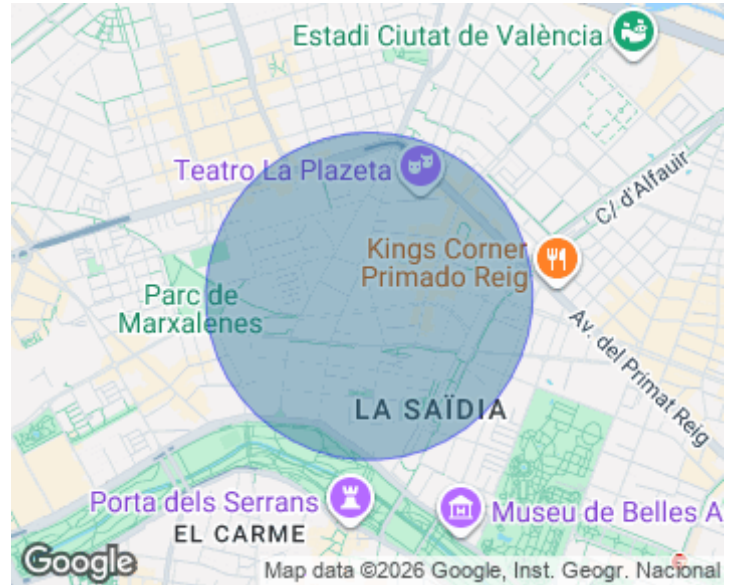 Estadi Ciutat de València
Teatro La Plazeta
C/ d'Alfauir
Kings Corner
Primado Reig
Parc de
Marxalenes
Av. del Primat Reig
LA SAÏDIA
Porta dels Serrans
Museu de Belles A
EL CARME
Google
Map data ©2026 Google, Inst. Geogr. Nacional